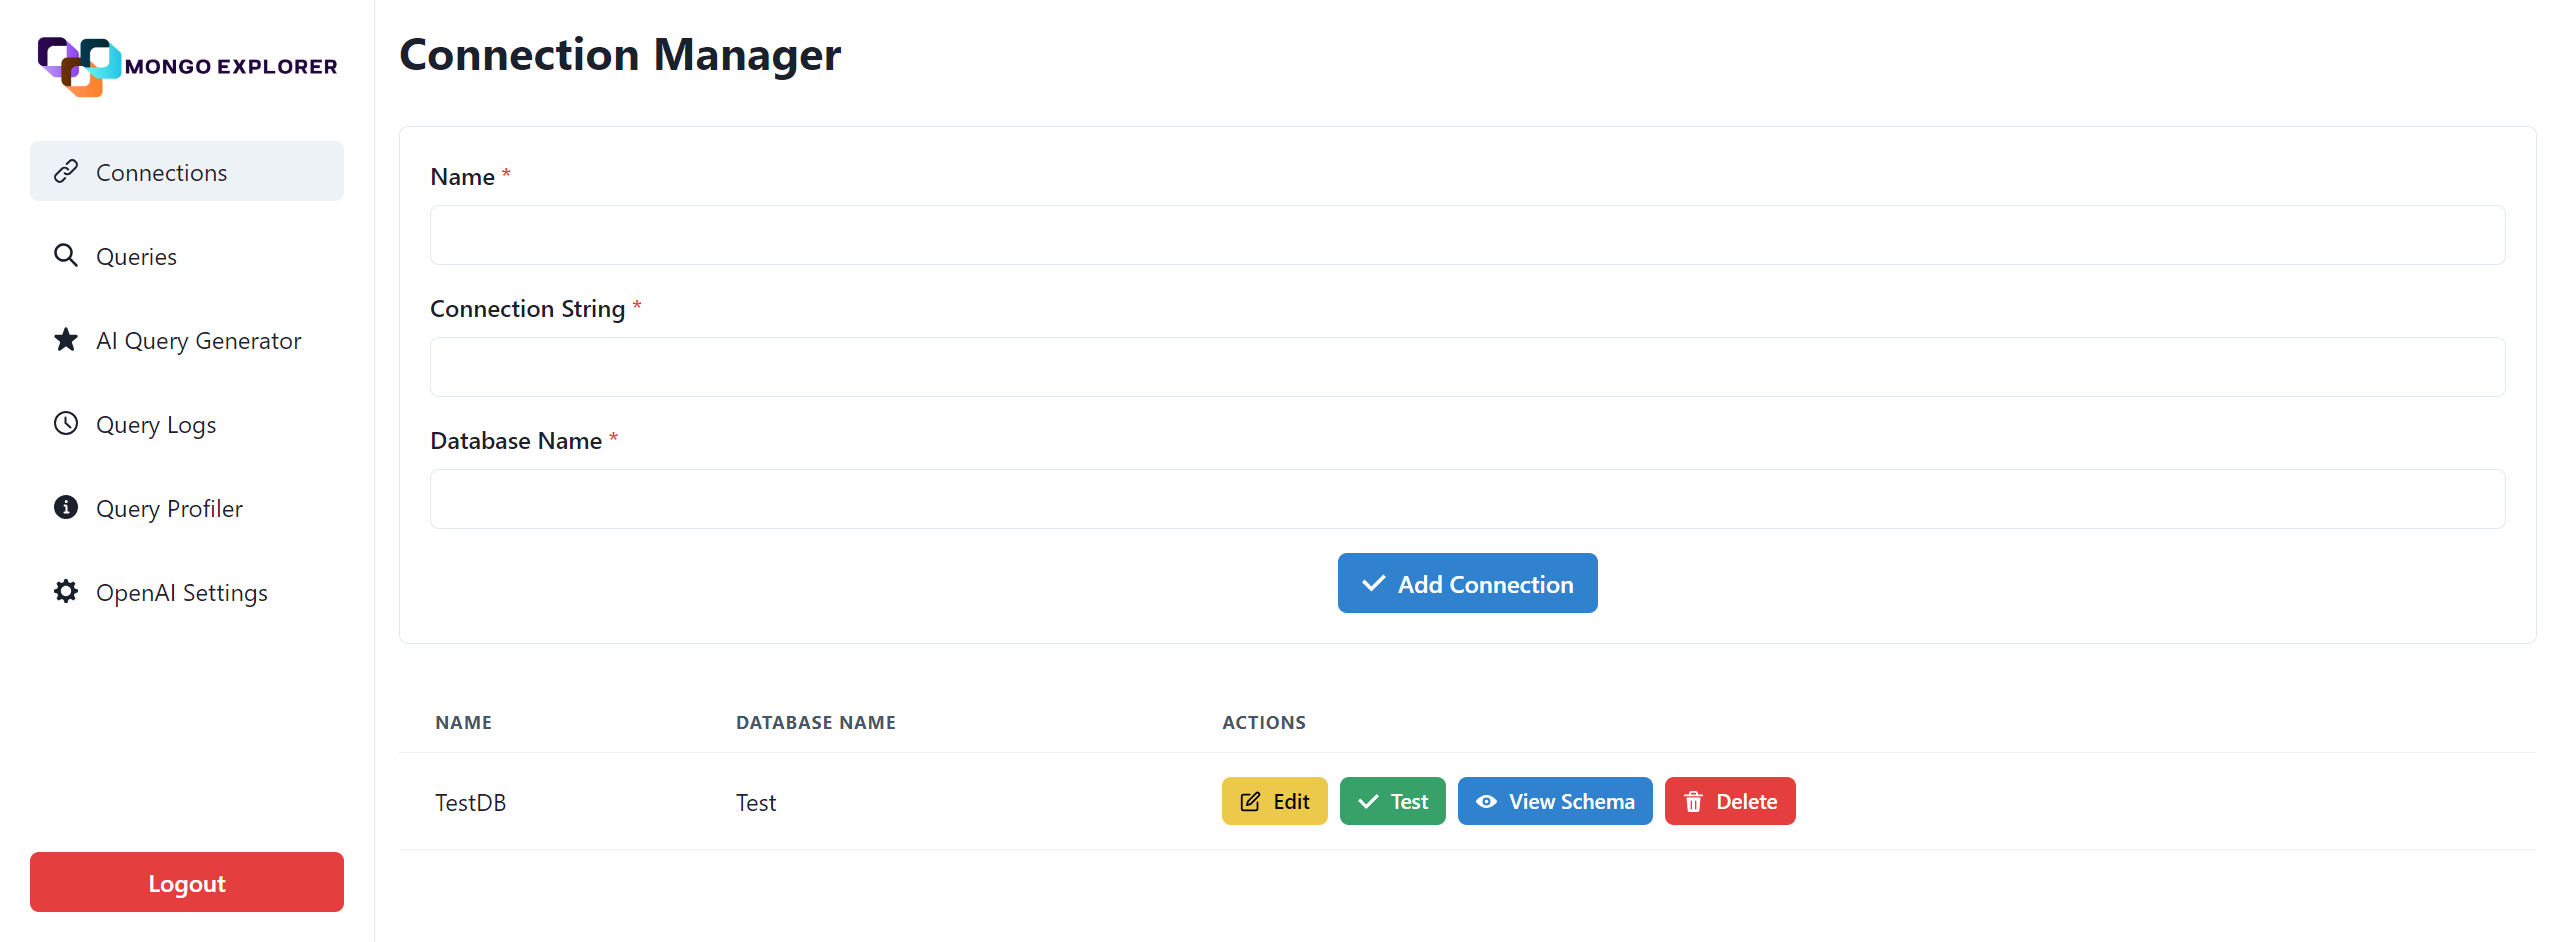 MONGO EXPLORER
Connections
Queries
AI Query Generator
Query Logs
Query Profiler
OpenAI Settings
Logout
Connection Manager
Name *
Connection String *
Database Name *
Add Connection
NAME DATABASE NAME ACTIONS
TestDB Test Edit Test View Schema Delete